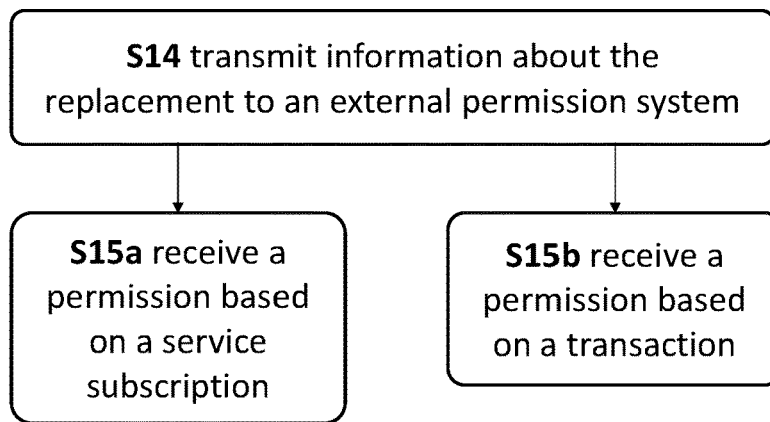 S14 transmit information about the
replacement to an external permission system
S15a receive a
permission based
on a service
subscription
S15b receive a
permission based
on a transaction